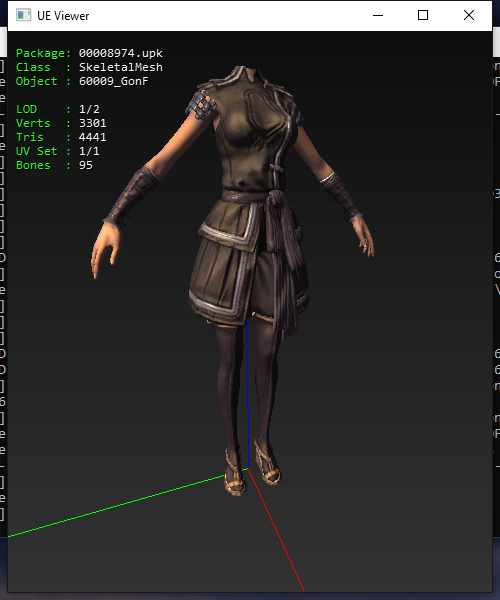 UE Viewer
Package: 00008974.upk
Class : SkeletalMesh
Object : 60009_GonF
LOD : 1/2
Verts : 3301
Tris : 4441
UV Set : 1/1
Bones : 95